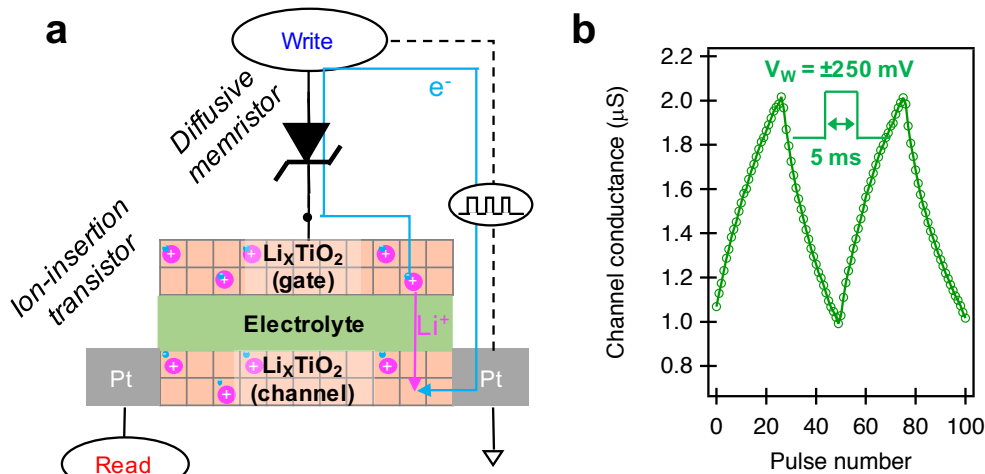 a
Write
e⁻
Diffusive
memristor
Ion-insertion
transistor
LiₓTiO₂
(gate)
Electrolyte
Li⁺
Pt
LiₓTiO₂
(channel)
Pt
Read
b
Channel conductance (μS)
2.2
2.0
1.8
1.6
1.4
1.2
1.0
0.8
V_W = ±250 mV
5 ms
0 20 40 60 80 100
Pulse number